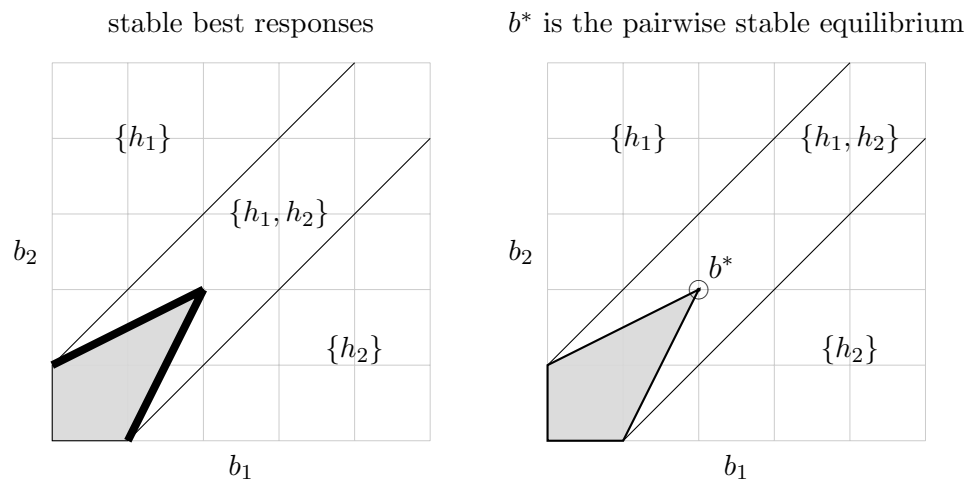 stable best responses
{h₁}
{h₁, h₂}
b₂
{h₂}
b₁
b* is the pairwise stable equilibrium
{h₁}
{h₁, h₂}
b₂
b*
{h₂}
b₁